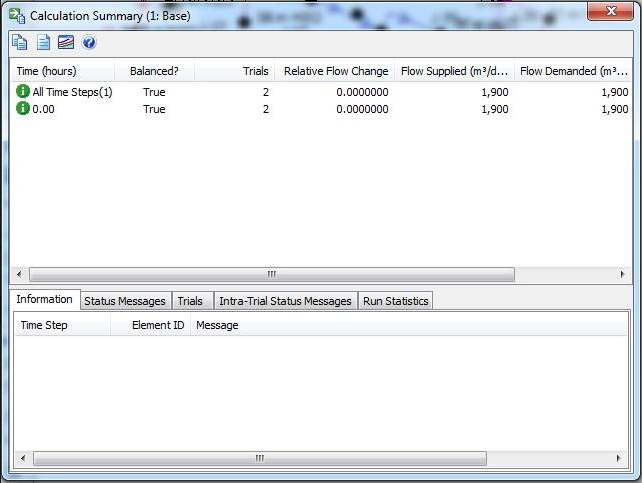 Calculation Summary (1: Base)
Time (hours) Balanced? Trials Relative Flow Change Flow Supplied (m³/d... Flow Demanded (m³...
All Time Steps(1) True 2 0.0000000 1,900 1,900
0.00 True 2 0.0000000 1,900 1,900
Information Status Messages Trials Intra-Trial Status Messages Run Statistics
Time Step Element ID Message